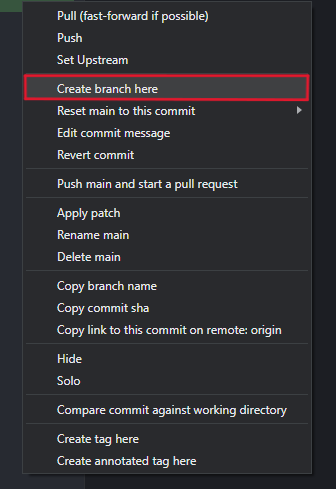 Pull (fast-forward if possible)
Push
Set Upstream
Create branch here
Reset main to this commit
Edit commit message
Revert commit
Push main and start a pull request
Apply patch
Rename main
Delete main
Copy branch name
Copy commit sha
Copy link to this commit on remote: origin
Hide
Solo
Compare commit against working directory
Create tag here
Create annotated tag here